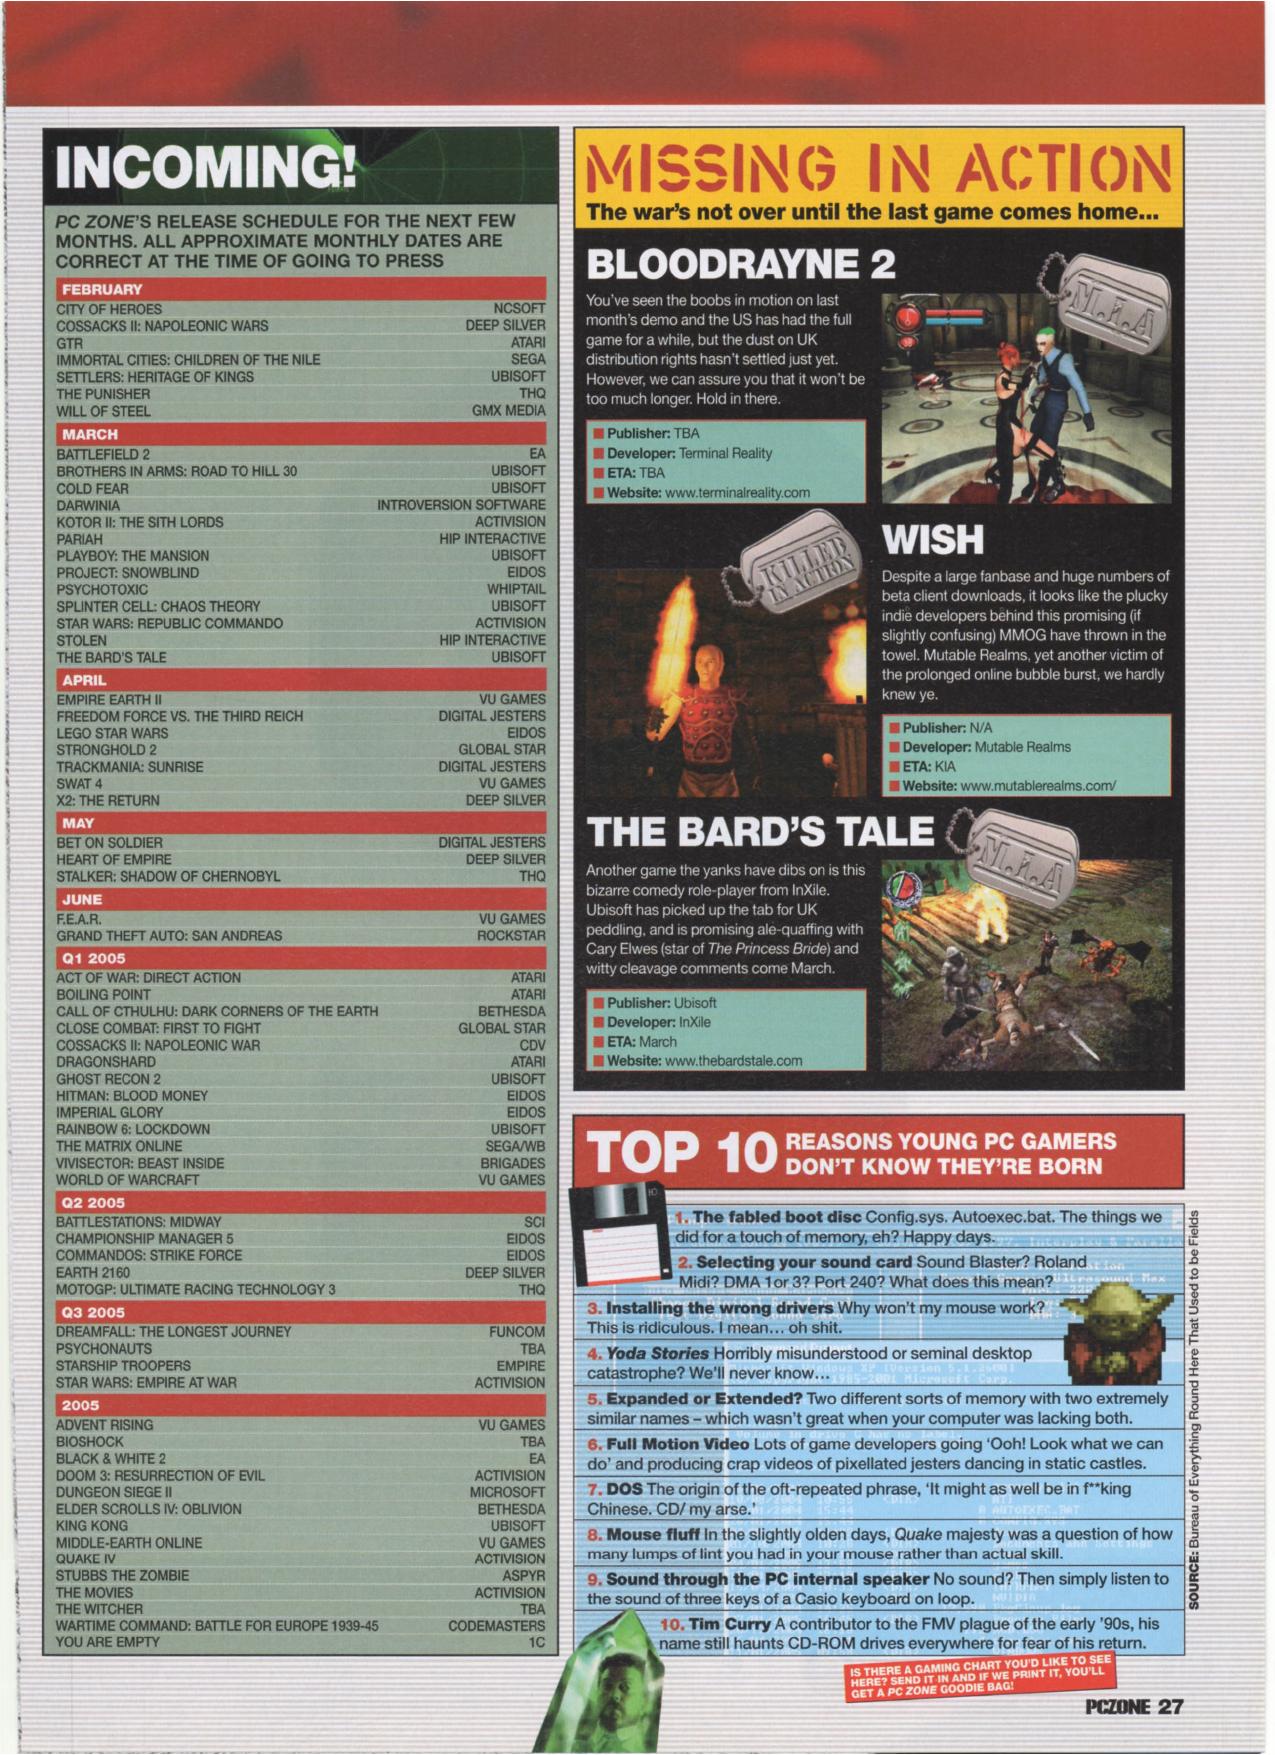 INCOMING!
PC ZONE'S RELEASE SCHEDULE FOR THE NEXT FEW
MONTHS. ALL APPROXIMATE MONTHLY DATES ARE
CORRECT AT THE TIME OF GOING TO PRESS
FEBRUARY
CITY OF HEROES NCSOFT
COSSACKS II: NAPOLEONIC WARS DEEP SILVER
GTR ATARI
IMMORTAL CITIES: CHILDREN OF THE NILE SEGA
SETTLERS: HERITAGE OF KINGS UBISOFT
THE PUNISHER THQ
WILL OF STEEL GMX MEDIA
MARCH
BATTLEFIELD 2 EA
BROTHERS IN ARMS: ROAD TO HILL 30 UBISOFT
COLD FEAR UBISOFT
DARWINIA INTROVERSION SOFTWARE
KOTOR II: THE SITH LORDS ACTIVISION
PARIAH HIP INTERACTIVE
PLAYBOY: THE MANSION UBISOFT
PROJECT: SNOWBLIND EIDOS
PSYCHOTOXIC WHIPTAIL
SPLINTER CELL: CHAOS THEORY UBISOFT
STAR WARS: REPUBLIC COMMANDO ACTIVISION
STOLEN HIP INTERACTIVE
THE BARD'S TALE UBISOFT
APRIL
EMPIRE EARTH II VU GAMES
FREEDOM FORCE VS. THE THIRD REICH DIGITAL JESTERS
LEGO STAR WARS EIDOS
STRONGHOLD 2 GLOBAL STAR
TRACKMANIA: SUNRISE DIGITAL JESTERS
SWAT 4 VU GAMES
X2: THE RETURN DEEP SILVER
MAY
BET ON SOLDIER DIGITAL JESTERS
HEART OF EMPIRE DEEP SILVER
STALKER: SHADOW OF CHERNOBYL THQ
JUNE
F.E.A.R. VU GAMES
GRAND THEFT AUTO: SAN ANDREAS ROCKSTAR
Q1 2005
ACT OF WAR: DIRECT ACTION ATARI
BOILING POINT ATARI
CALL OF CTHULHU: DARK CORNERS OF THE EARTH BETHESDA
CLOSE COMBAT: FIRST TO FIGHT GLOBAL STAR
COSSACKS II: NAPOLEONIC WAR CDV
DRAGONSHARD ATARI
GHOST RECON 2 UBISOFT
HITMAN: BLOOD MONEY EIDOS
IMPERIAL GLORY EIDOS
RAINBOW 6: LOCKDOWN UBISOFT
THE MATRIX ONLINE SEGA/WB
VIVISECTOR: BEAST INSIDE BRIGADES
WORLD OF WARCRAFT VU GAMES
Q2 2005
BATTLESTATIONS: MIDWAY SCI
CHAMPIONSHIP MANAGER 5 EIDOS
COMMANDOS: STRIKE FORCE EIDOS
EARTH 2160 DEEP SILVER
MOTOGP: ULTIMATE RACING TECHNOLOGY 3 THQ
Q3 2005
DREAMFALL: THE LONGEST JOURNEY FUNCOM
PSYCHONAUTS TBA
STARSHIP TROOPERS EMPIRE
STAR WARS: EMPIRE AT WAR ACTIVISION
2005
ADVENT RISING VU GAMES
BIOSHOCK TBA
BLACK & WHITE 2 EA
DOOM 3: RESURRECTION OF EVIL ACTIVISION
DUNGEON SIEGE II MICROSOFT
ELDER SCROLLS IV: OBLIVION BETHESDA
KING KONG UBISOFT
MIDDLE-EARTH ONLINE VU GAMES
QUAKE IV ACTIVISION
STUBBS THE ZOMBIE ASPYR
THE MOVIES ACTIVISION
THE WITCHER TBA
WARTIME COMMAND: BATTLE FOR EUROPE 1939-45 CODEMASTERS
YOU ARE EMPTY 1C
MISSING IN ACTION
The war's not over until the last game comes home...
BLOODRAYNE 2
You've seen the boobs in motion on last
month's demo and the US has had the full
game for a while, but the dust on UK
distribution rights hasn't settled just yet.
However, we can assure you that it won't be
too much longer. Hold in there.
Publisher: TBA
Developer: Terminal Reality
ETA: TBA
Website: www.terminalreality.com
M.I.A
KILLED
IN ACTION
WISH
Despite a large fanbase and huge numbers of
beta client downloads, it looks like the plucky
indie developers behind this promising (if
slightly confusing) MMOG have thrown in the
towel. Mutable Realms, yet another victim of
the prolonged online bubble burst, we hardly
knew ye.
Publisher: N/A
Developer: Mutable Realms
ETA: KIA
Website: www.mutablerealms.com/
THE BARD'S TALE
M.I.A
Another game the yanks have dibs on is this
bizarre comedy role-player from InXile.
Ubisoft has picked up the tab for UK
peddling, and is promising ale-quaffing with
Cary Elwes (star of The Princess Bride) and
witty cleavage comments come March.
Publisher: Ubisoft
Developer: InXile
ETA: March
Website: www.thebardstale.com
TOP 10 REASONS YOUNG PC GAMERS
DON'T KNOW THEY'RE BORN
1. The fabled boot disc Config.sys. Autoexec.bat. The things we
did for a touch of memory, eh? Happy days.
2. Selecting your sound card Sound Blaster? Roland
Midi? DMA 1 or 3? Port 240? What does this mean?
3. Installing the wrong drivers Why won't my mouse work?
This is ridiculous. I mean... oh shit.
4. Yoda Stories Horribly misunderstood or seminal desktop
catastrophe? We'll never know...
5. Expanded or Extended? Two different sorts of memory with two extremely
similar names – which wasn't great when your computer was lacking both.
6. Full Motion Video Lots of game developers going 'Ooh! Look what we can
do' and producing crap videos of pixellated jesters dancing in static castles.
7. DOS The origin of the oft-repeated phrase, 'It might as well be in f**king
Chinese. CD/ my arse.'
8. Mouse fluff In the slightly olden days, Quake majesty was a question of how
many lumps of lint you had in your mouse rather than actual skill.
9. Sound through the PC internal speaker No sound? Then simply listen to
the sound of three keys of a Casio keyboard on loop.
10. Tim Curry A contributor to the FMV plague of the early '90s, his
name still haunts CD-ROM drives everywhere for fear of his return.
SOURCE: Bureau of Everything Round Here That Used to be Fields
IS THERE A GAMING CHART YOU'D LIKE TO SEE
HERE? SEND IT IN AND IF WE PRINT IT, YOU'LL
GET A PC ZONE GOODIE BAG!
PCZONE 27